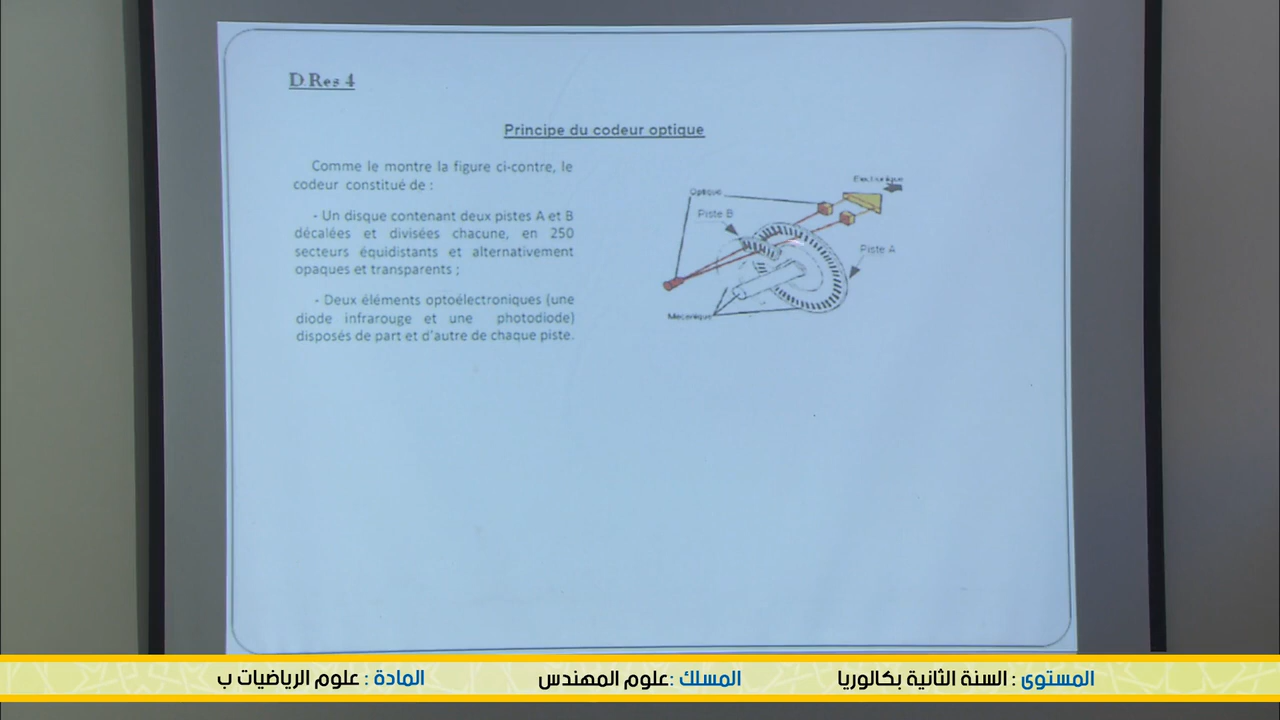 D.Res 4
Principe du codeur optique
Comme le montre la figure ci-contre, le
codeur constitué de :
- Un disque contenant deux pistes A et B
décalées et divisées chacune, en 250
secteurs équidistants et alternativement
opaques et transparents ;
- Deux éléments optoélectroniques (une
diode infrarouge et une photodiode)
disposés de part et d'autre de chaque piste.
Electronique
Optique
Piste B
Piste A
Mécanique
المستوى : السنة الثانية بكالوريا
المسلك : علوم المهندس
المادة : علوم الرياضيات ب